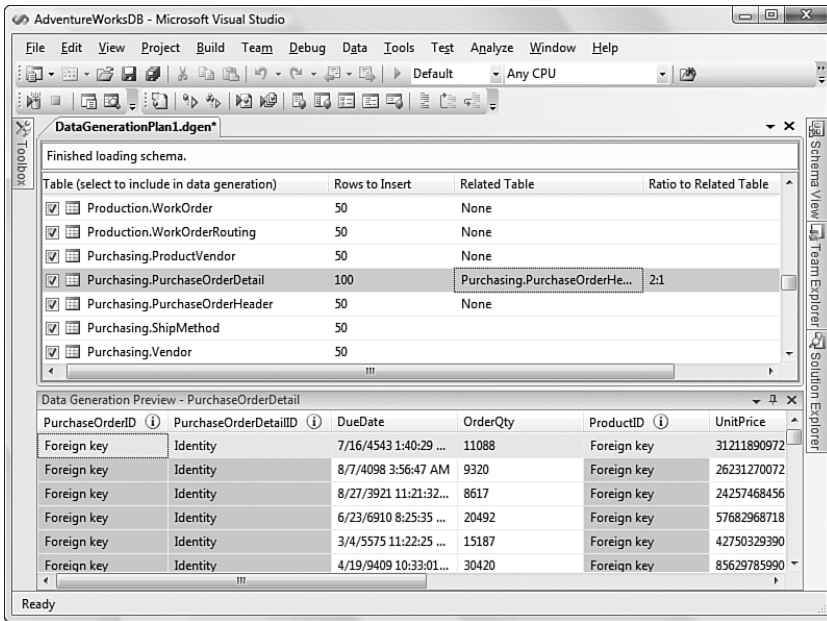 AdventureWorksDB - Microsoft Visual Studio
File Edit View Project Build Team Debug Data Tools Test Analyze Window Help
Default Any CPU
DataGenerationPlan1.dgen*
Toolbox
Finished loading schema.
Table (select to include in data generation) Rows to Insert Related Table Ratio to Related Table
Production.WorkOrder 50 None
Production.WorkOrderRouting 50 None
Purchasing.ProductVendor 50 None
Purchasing.PurchaseOrderDetail 100 Purchasing.PurchaseOrderHe... 2:1
Purchasing.PurchaseOrderHeader 50 None
Purchasing.ShipMethod 50
Purchasing.Vendor 50
Schema View
Team Explorer
Solution Explorer
Data Generation Preview - PurchaseOrderDetail
PurchaseOrderID PurchaseOrderDetailID DueDate OrderQty ProductID UnitPrice
Foreign key Identity 7/16/4543 1:40:29 ... 11088 Foreign key 31211890972
Foreign key Identity 8/7/4098 3:56:47 AM 9320 Foreign key 26231270072
Foreign key Identity 8/27/3921 11:21:32... 8617 Foreign key 24257468456
Foreign key Identity 6/23/6910 8:25:35 ... 20492 Foreign key 57682968718
Foreign key Identity 3/4/5575 11:22:25 ... 15187 Foreign key 42750329390
Foreign key Identity 4/19/9409 10:33:01... 30420 Foreign key 85629785990
Ready